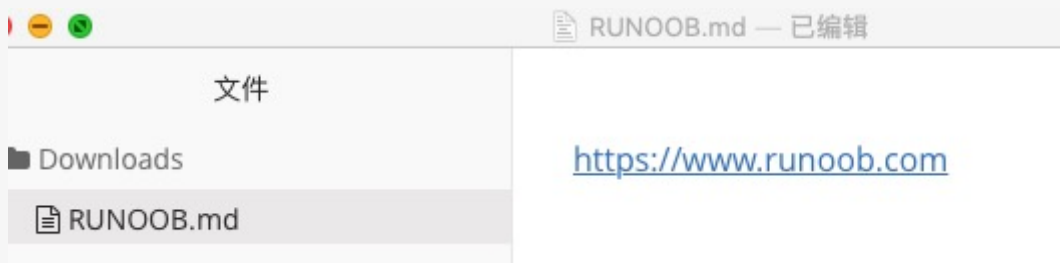 RUNOOB.md — 已编辑
文件
Downloads
RUNOOB.md
https://www.runoob.com